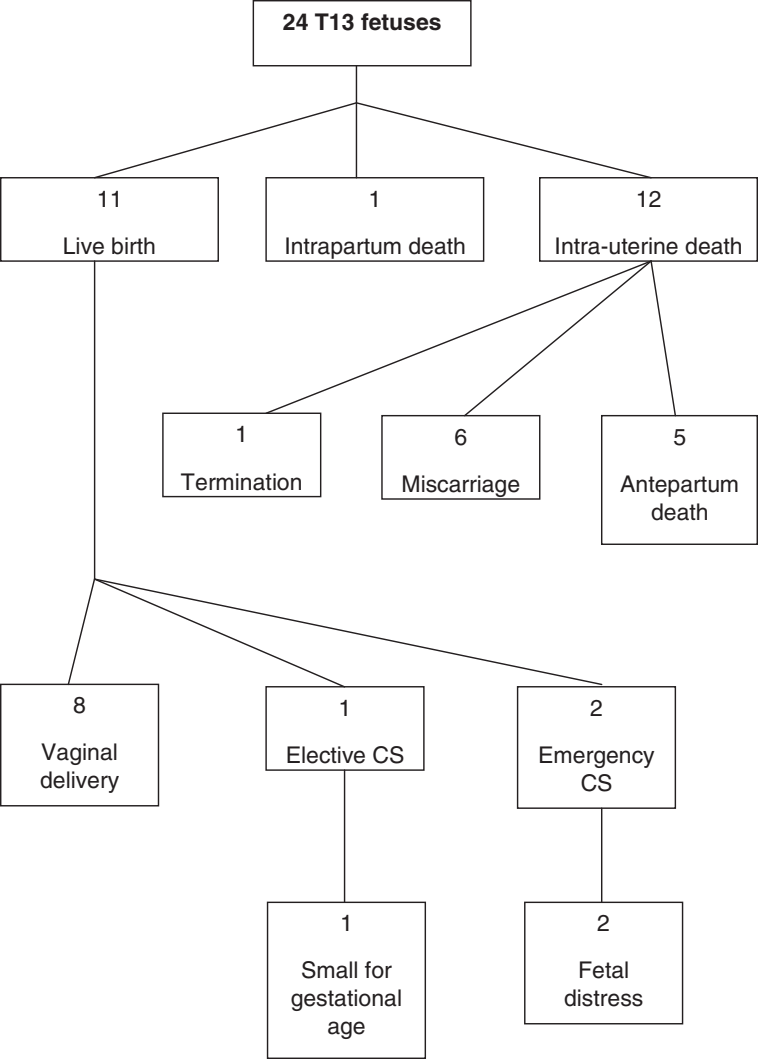 24 T13 fetuses
11
Live birth
1
Intrapartum death
12
Intra-uterine death
1
Termination
6
Miscarriage
5
Antepartum
death
8
Vaginal
delivery
1
Elective CS
2
Emergency
CS
1
Small for
gestational
age
2
Fetal
distress